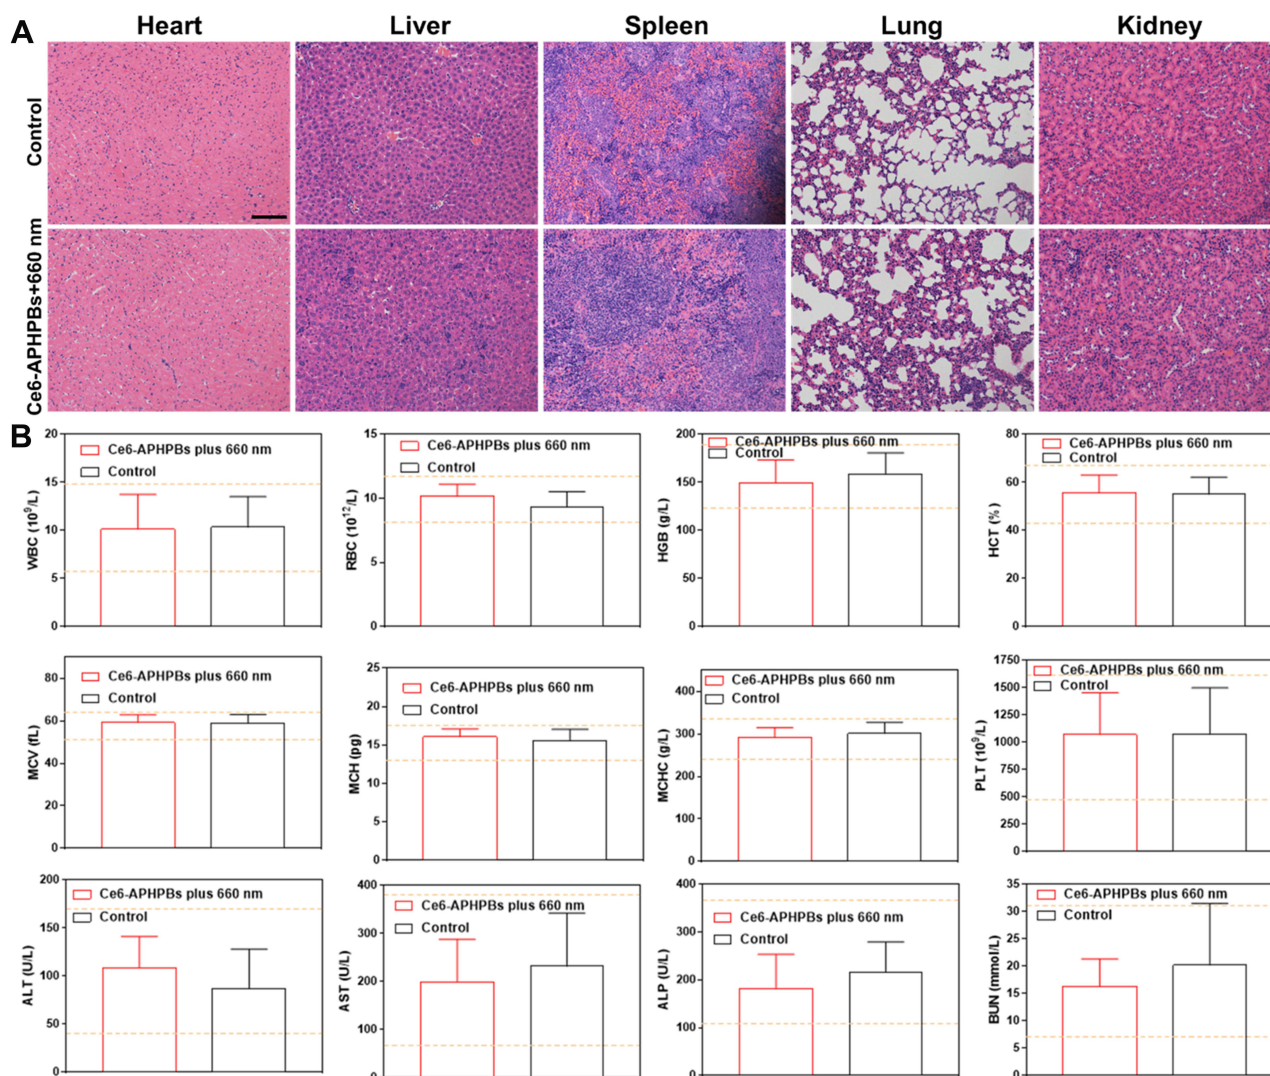 A
Heart Liver Spleen Lung Kidney
Control
Ce6-APHPBs+660 nm
B
20 15 10 5 0
WBC (10⁹/L)
Ce6-APHPBs plus 660 nm
Control
15 10 5 0
RBC (10¹²/L)
Ce6-APHPBs plus 660 nm
Control
200 150 100 50 0
HGB (g/L)
Ce6-APHPBs plus 660 nm
Control
80 60 40 20 0
HCT (%)
Ce6-APHPBs plus 660 nm
Control
80 60 40 20 0
MCV (fL)
Ce6-APHPBs plus 660 nm
Control
25 20 15 10 5 0
MCH (pg)
Ce6-APHPBs plus 660 nm
Control
400 300 200 100 0
MCHC (g/L)
Ce6-APHPBs plus 660 nm
Control
1750 1500 1250 1000 750 500 250 0
PLT (10⁹/L)
Ce6-APHPBs plus 660 nm
Control
200 150 100 50 0
ALT (U/L)
Ce6-APHPBs plus 660 nm
Control
400 300 200 100 0
AST (U/L)
Ce6-APHPBs plus 660 nm
Control
400 300 200 100 0
ALP (U/L)
Ce6-APHPBs plus 660 nm
Control
35 30 25 20 15 10 5 0
BUN (mmol/L)
Ce6-APHPBs plus 660 nm
Control